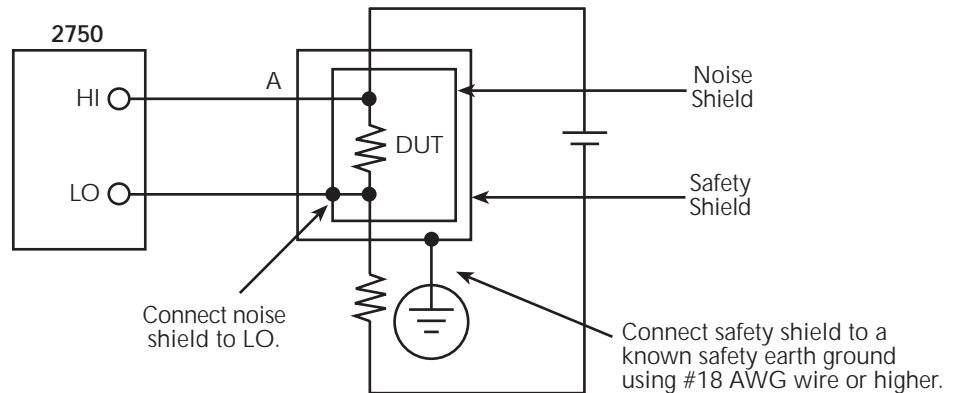 2750
A
HI
LO
DUT
Noise
Shield
Safety
Shield
Connect noise
shield to LO.
Connect safety shield to a
known safety earth ground
using #18 AWG wire or higher.